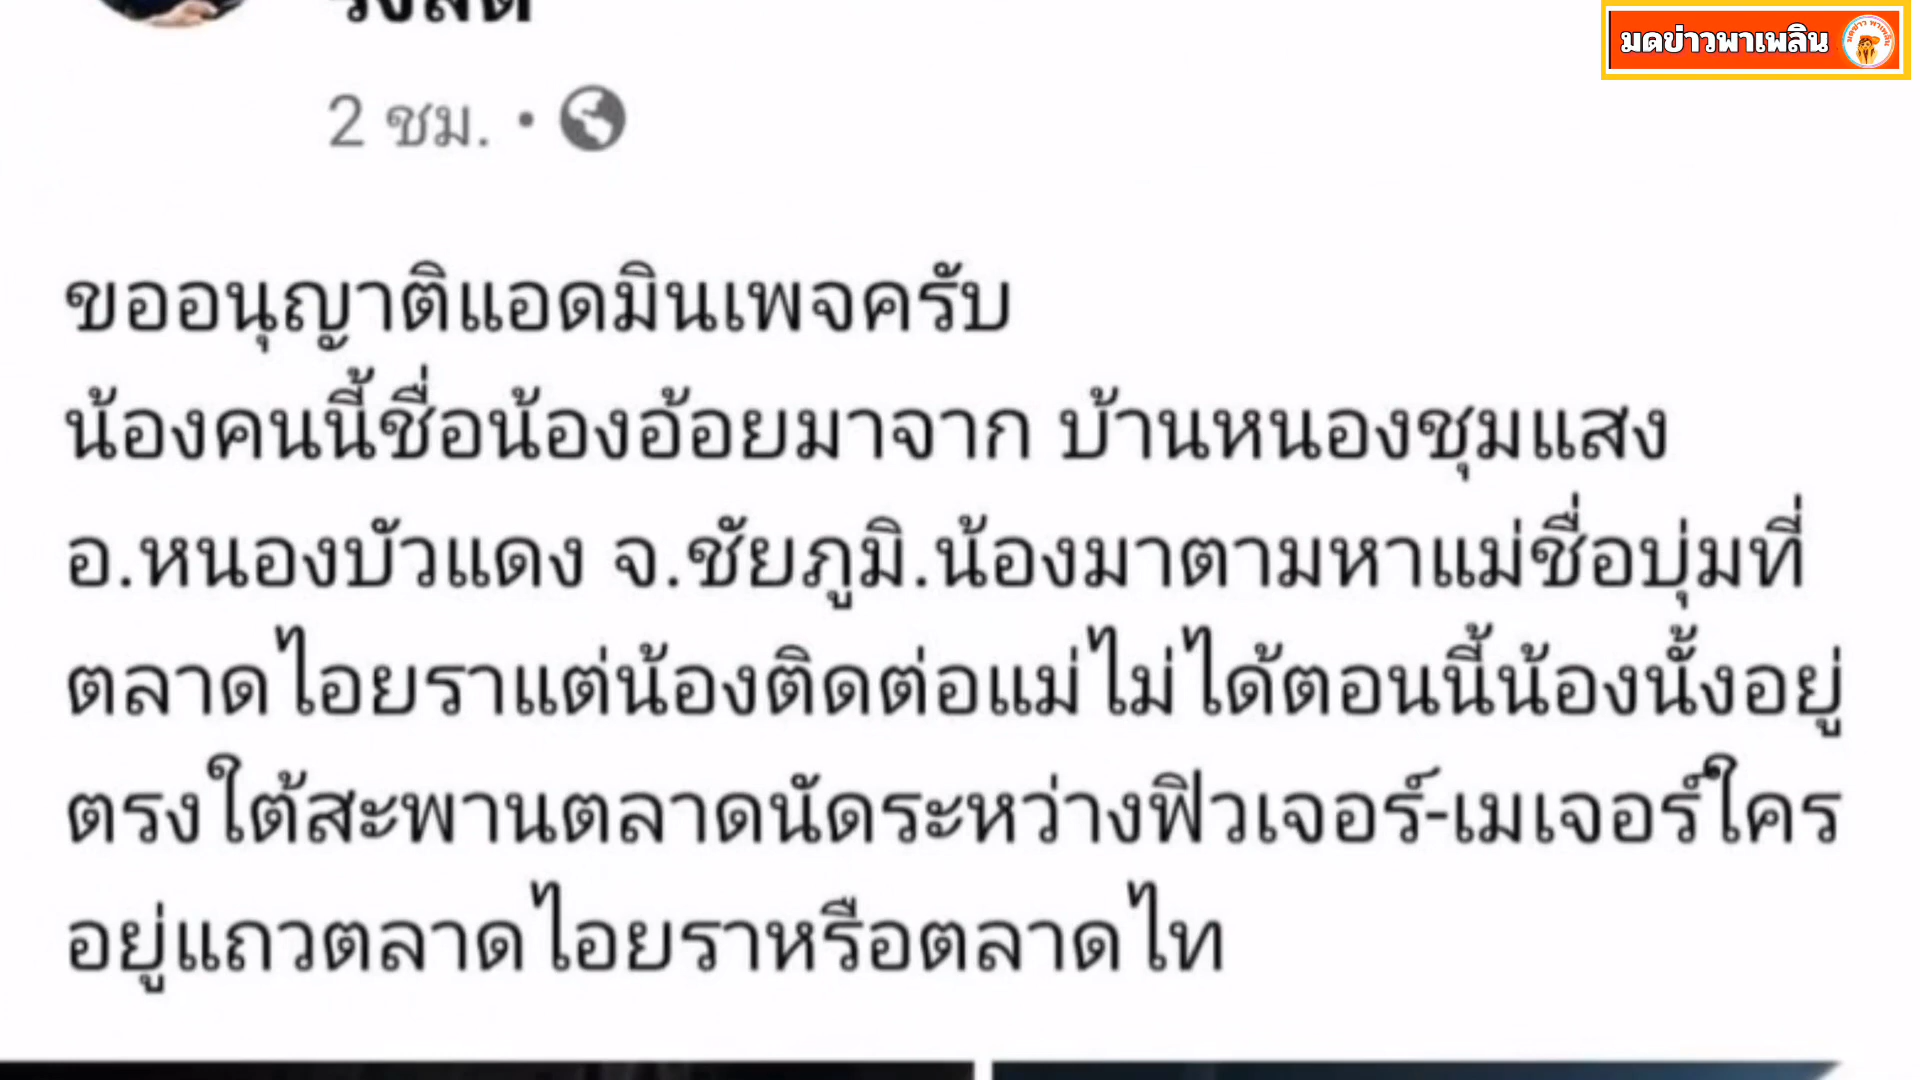 มดข่าวพาเพลิน
2 ชม.
ขออนุญาติแอดมินเพจครับ
น้องคนนี้ชื่อน้องอ้อยมาจาก บ้านหนองชุมแสง
อ.หนองบัวแดง จ.ชัยภูมิ.น้องมาตามหาแม่ชื่อบุ่มที่
ตลาดไอยราแต่น้องติดต่อแม่ไม่ได้ตอนนี้น้องนั้งอยู่
ตรงใต้สะพานตลาดนัดระหว่างฟิวเจอร์-เมเจอร์ใคร
อยู่แถวตลาดไอยราหรือตลาดไท